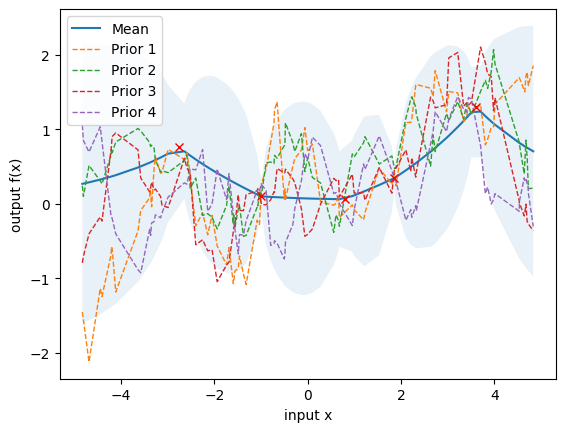 Mean
Prior 1
Prior 2
Prior 3
Prior 4
output f(x)
2
1
0
−1
−2
−4
−2
0
2
4
input x